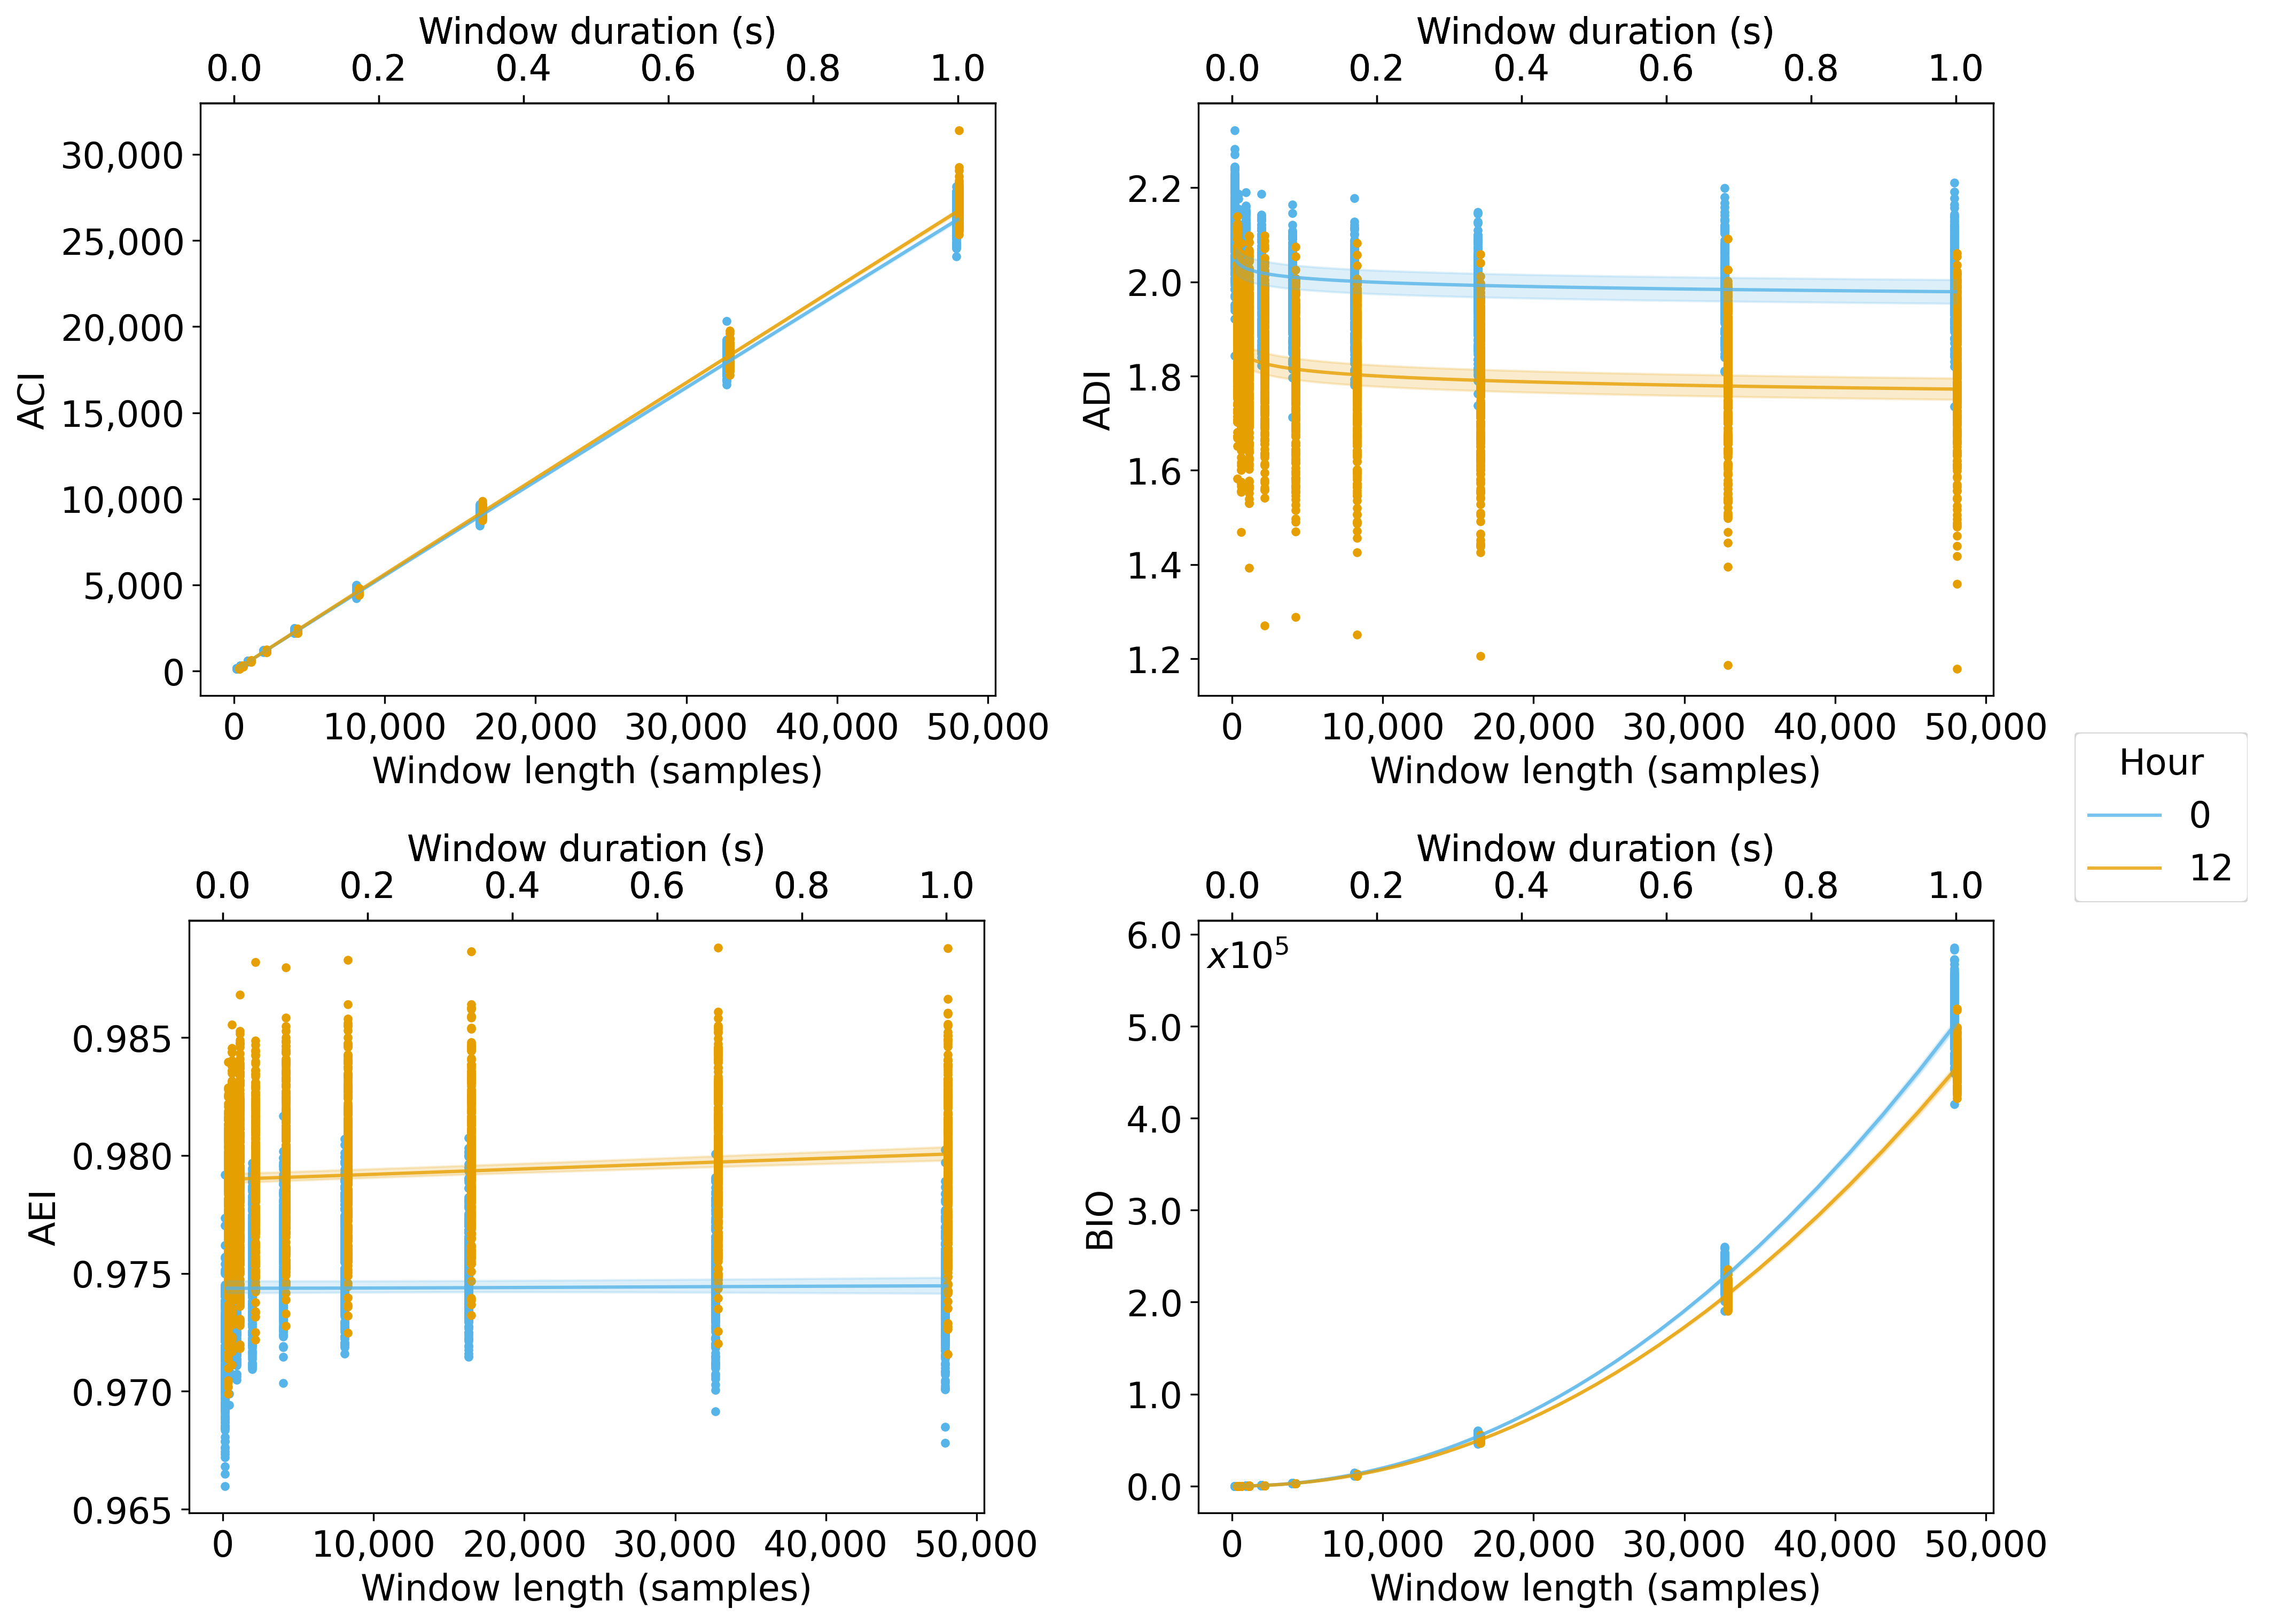 Window duration (s)
0.0 0.2 0.4 0.6 0.8 1.0
30,000
25,000
20,000
15,000
10,000
5,000
0
ACI
0 10,000 20,000 30,000 40,000 50,000
Window length (samples)
Window duration (s)
0.0 0.2 0.4 0.6 0.8 1.0
2.2
2.0
1.8
1.6
1.4
1.2
ADI
0 10,000 20,000 30,000 40,000 50,000
Window length (samples)
Hour
0
12
Window duration (s)
0.0 0.2 0.4 0.6 0.8 1.0
0.985
0.980
0.975
0.970
0.965
AEI
0 10,000 20,000 30,000 40,000 50,000
Window length (samples)
Window duration (s)
0.0 0.2 0.4 0.6 0.8 1.0
x10⁵
6.0
5.0
4.0
3.0
2.0
1.0
0.0
BIO
0 10,000 20,000 30,000 40,000 50,000
Window length (samples)